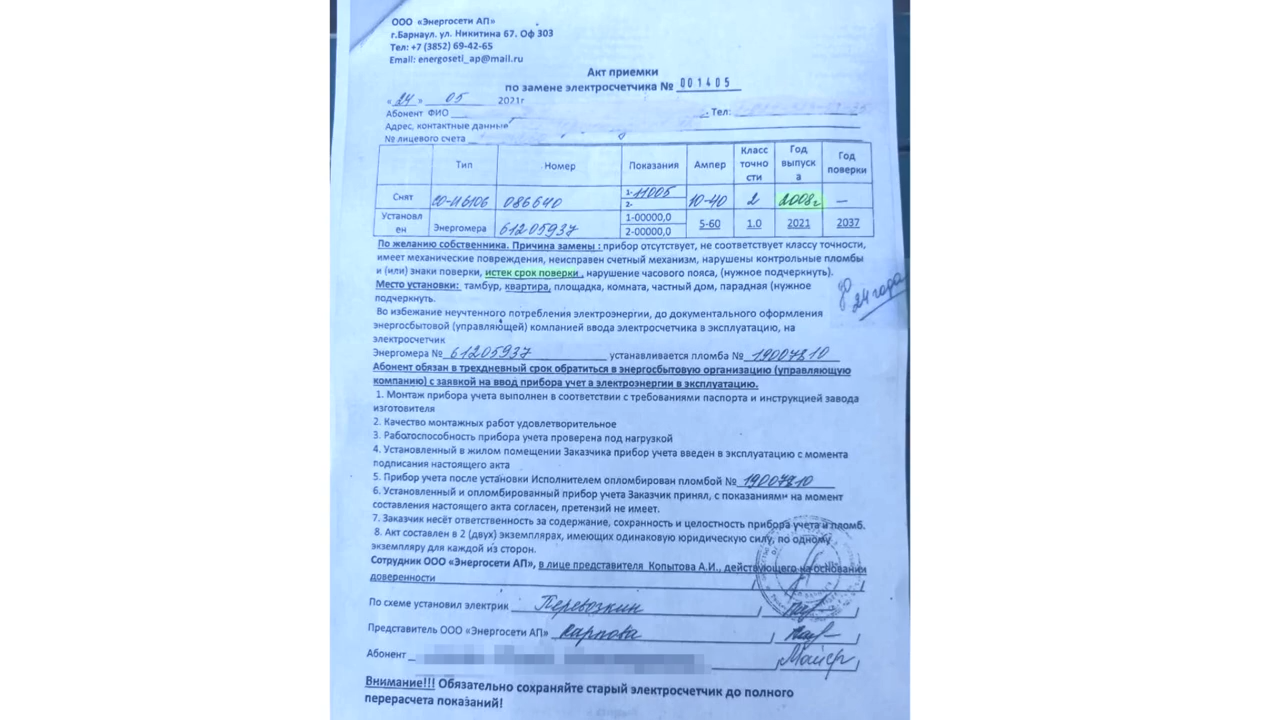 ООО «Энергосети АП»
г.Барнаул. ул. Никитина 67. Оф 303
Тел: +7 (3852) 69-42-65
Email: energoseti_ap@mail.ru
Акт приемки
по замене электросчетчика № 001405
«24» 05 2021г
Абонент ФИО Тел:
Адрес, контактные данные
№ лицевого счета
Тип Номер Показания Ампер Класс точно сти Год выпуск а Год поверки
Снят 086640 1-11005 2- 10-40 2 2008г —
Установл ен Энергомера 61205937 1-00000,0 2-00000,0 5-60 1.0 2021 2037
По желанию собственника. Причина замены : прибор отсутствует, не соответствует классу точности,
имеет механические повреждения, неисправен счетный механизм, нарушены контрольные пломбы
и (или) знаки поверки, истек срок поверки , нарушение часового пояса, (нужное подчеркнуть).
Место установки: тамбур, квартира, площадка, комната, частный дом, парадная (нужное
подчеркнуть.
до 24 года
Во избежание неучтенного потребления электроэнергии, до документального оформления
энергосбытовой (управляющей) компанией ввода электросчетчика в эксплуатацию, на
электросчетчик
Энергомера № 61205937 устанавливается пломба № 19007810
Абонент обязан в трехдневный срок обратиться в энергосбытовую организацию (управляющую
компанию) с заявкой на ввод прибора учет а электроэнергии в эксплуатацию.
1. Монтаж прибора учета выполнен в соответствии с требованиями паспорта и инструкцией завода
изготовителя
2. Качество монтажных работ удовлетворительное
3. Работоспособность прибора учета проверена под нагрузкой
4. Установленный в жилом помещении Заказчика прибор учета введен в эксплуатацию с момента
подписания настоящего акта
5. Прибор учета после установки Исполнителем опломбирован пломбой № 19007810
6. Установленный и опломбированный прибор учета Заказчик принял, с показаниями на момент
составления настоящего акта согласен, претензий не имеет.
7. Заказчик несёт ответственность за содержание, сохранность и целостность прибора учета и пломб.
8. Акт составлен в 2 (двух) экземплярах, имеющих одинаковую юридическую силу, по одному
экземпляру для каждой из сторон.
Сотрудник ООО «Энергосети АП», в лице представителя Копытова А.И., действующего на основании
доверенности
По схеме установил электрик Перевозкин
Представитель ООО «Энергосети АП» Карпова
Абонент Майер
Внимание!!! Обязательно сохраняйте старый электросчетчик до полного
перерасчета показаний!